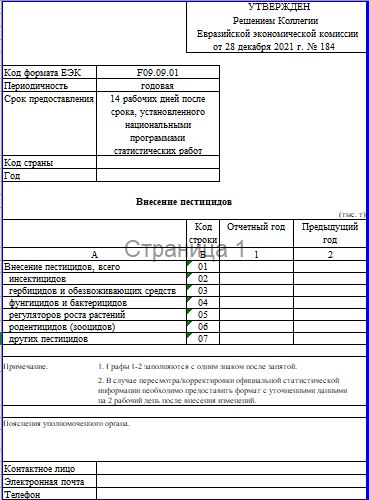 УТВЕРЖДЕН
Решением Коллегии
Евразийской экономической комиссии
от 28 декабря 2021 г. № 184
Код формата ЕЭК F09.09.01
Периодичность годовая
Срок предоставления 14 рабочих дней после
срока, установленного
национальными
программами
статистических работ
Код страны
Год
Внесение пестицидов
(тыс. т)
Код строки Отчетный год Предыдущий год
А В 1 2
Страница 1
Внесение пестицидов, всего 01
инсектицидов 02
гербицидов и обезвоживающих средств 03
фунгицидов и бактерицидов 04
регуляторов роста растений 05
родентицидов (зооцидов) 06
других пестицидов 07
Примечание. 1. Графы 1-2 заполняются с одним знаком после запятой.
2. В случае пересмотра/корректировки официальной статистической
информации необходимо предоставить формат с уточненными данными
на 2 рабочий день после внесения изменений.
Пояснения уполномоченного органа.
Контактное лицо
Электронная почта
Телефон